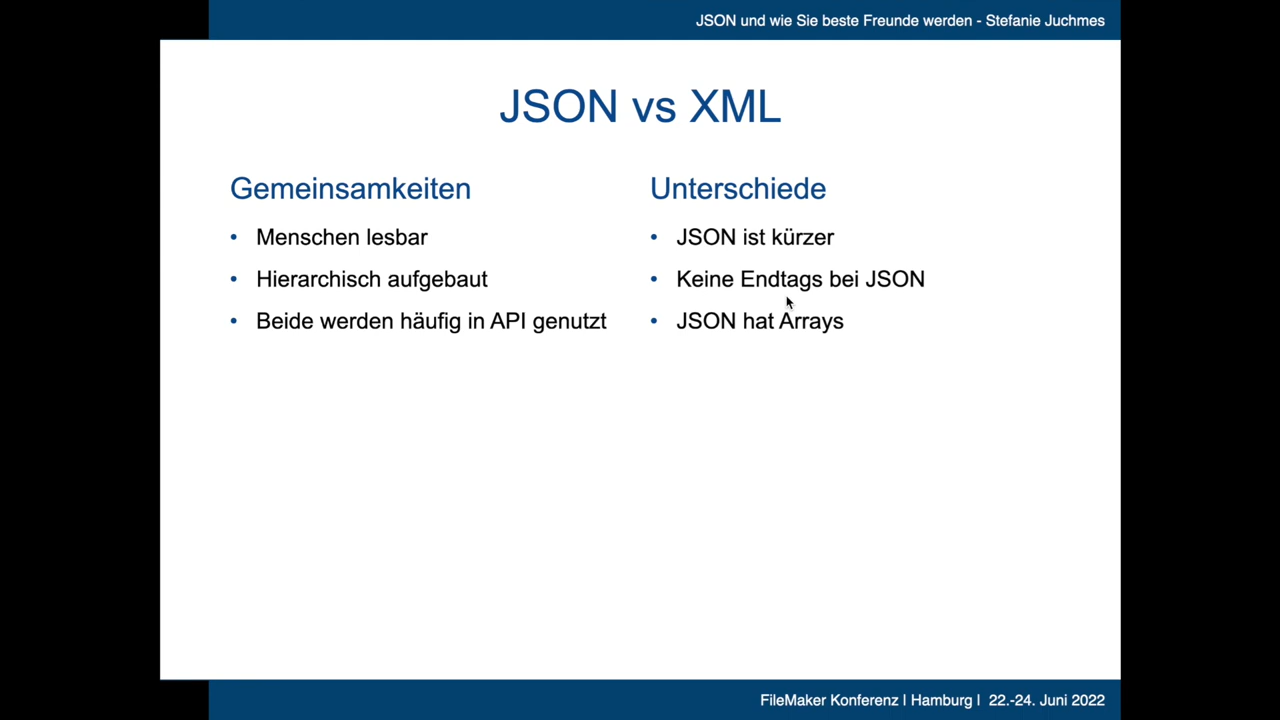 JSON und wie Sie beste Freunde werden - Stefanie Juchmes
JSON vs XML
Gemeinsamkeiten
• Menschen lesbar
• Hierarchisch aufgebaut
• Beide werden häufig in API genutzt
Unterschiede
• JSON ist kürzer
• Keine Endtags bei JSON
• JSON hat Arrays
FileMaker Konferenz | Hamburg | 22.-24. Juni 2022